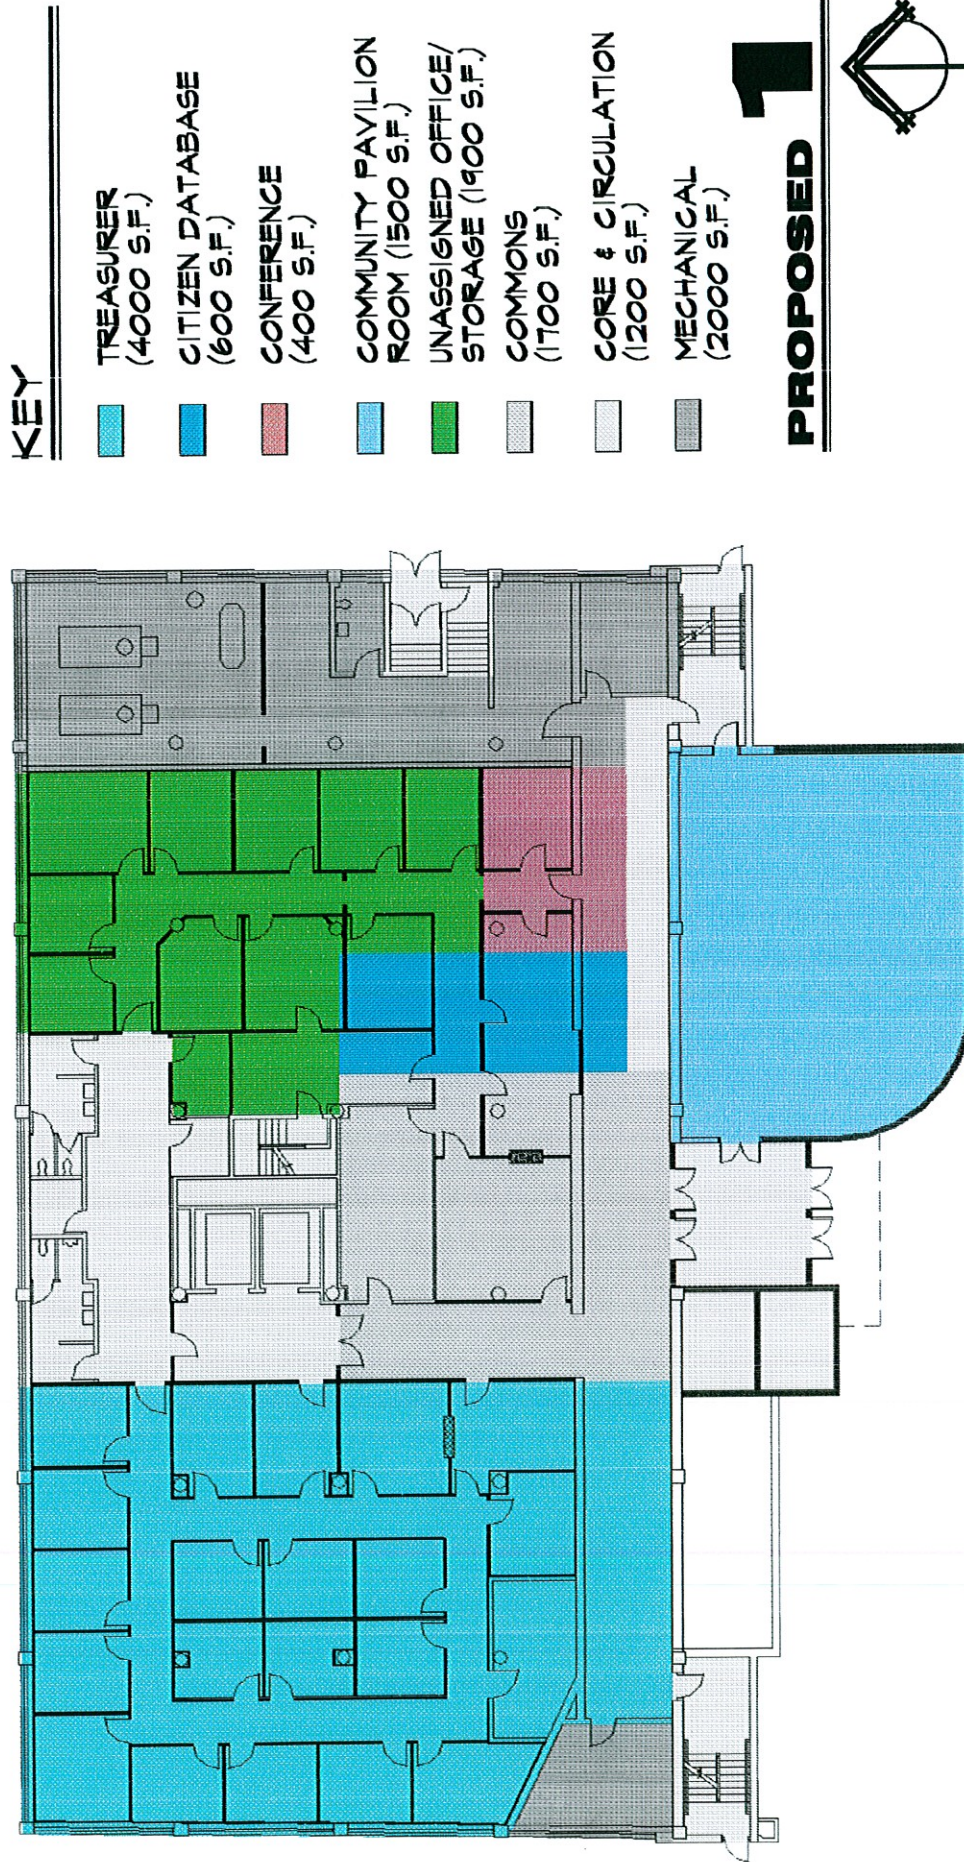 KEY
TREASURER
(4000 S.F.)
CITIZEN DATABASE
(600 S.F.)
CONFERENCE
(400 S.F.)
COMMUNITY PAVILION
ROOM (1500 S.F.)
UNASSIGNED OFFICE/
STORAGE (1900 S.F.)
COMMONS
(1700 S.F.)
CORE & CIRCULATION
(1200 S.F.)
MECHANICAL
(2000 S.F.)
PROPOSED 1